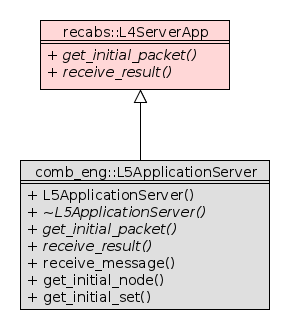 recabs::L4ServerApp
+ get_initial_packet()
+ receive_result()
comb_eng::L5ApplicationServer
+ L5ApplicationServer()
+ ~L5ApplicationServer()
+ get_initial_packet()
+ receive_result()
+ receive_message()
+ get_initial_node()
+ get_initial_set()